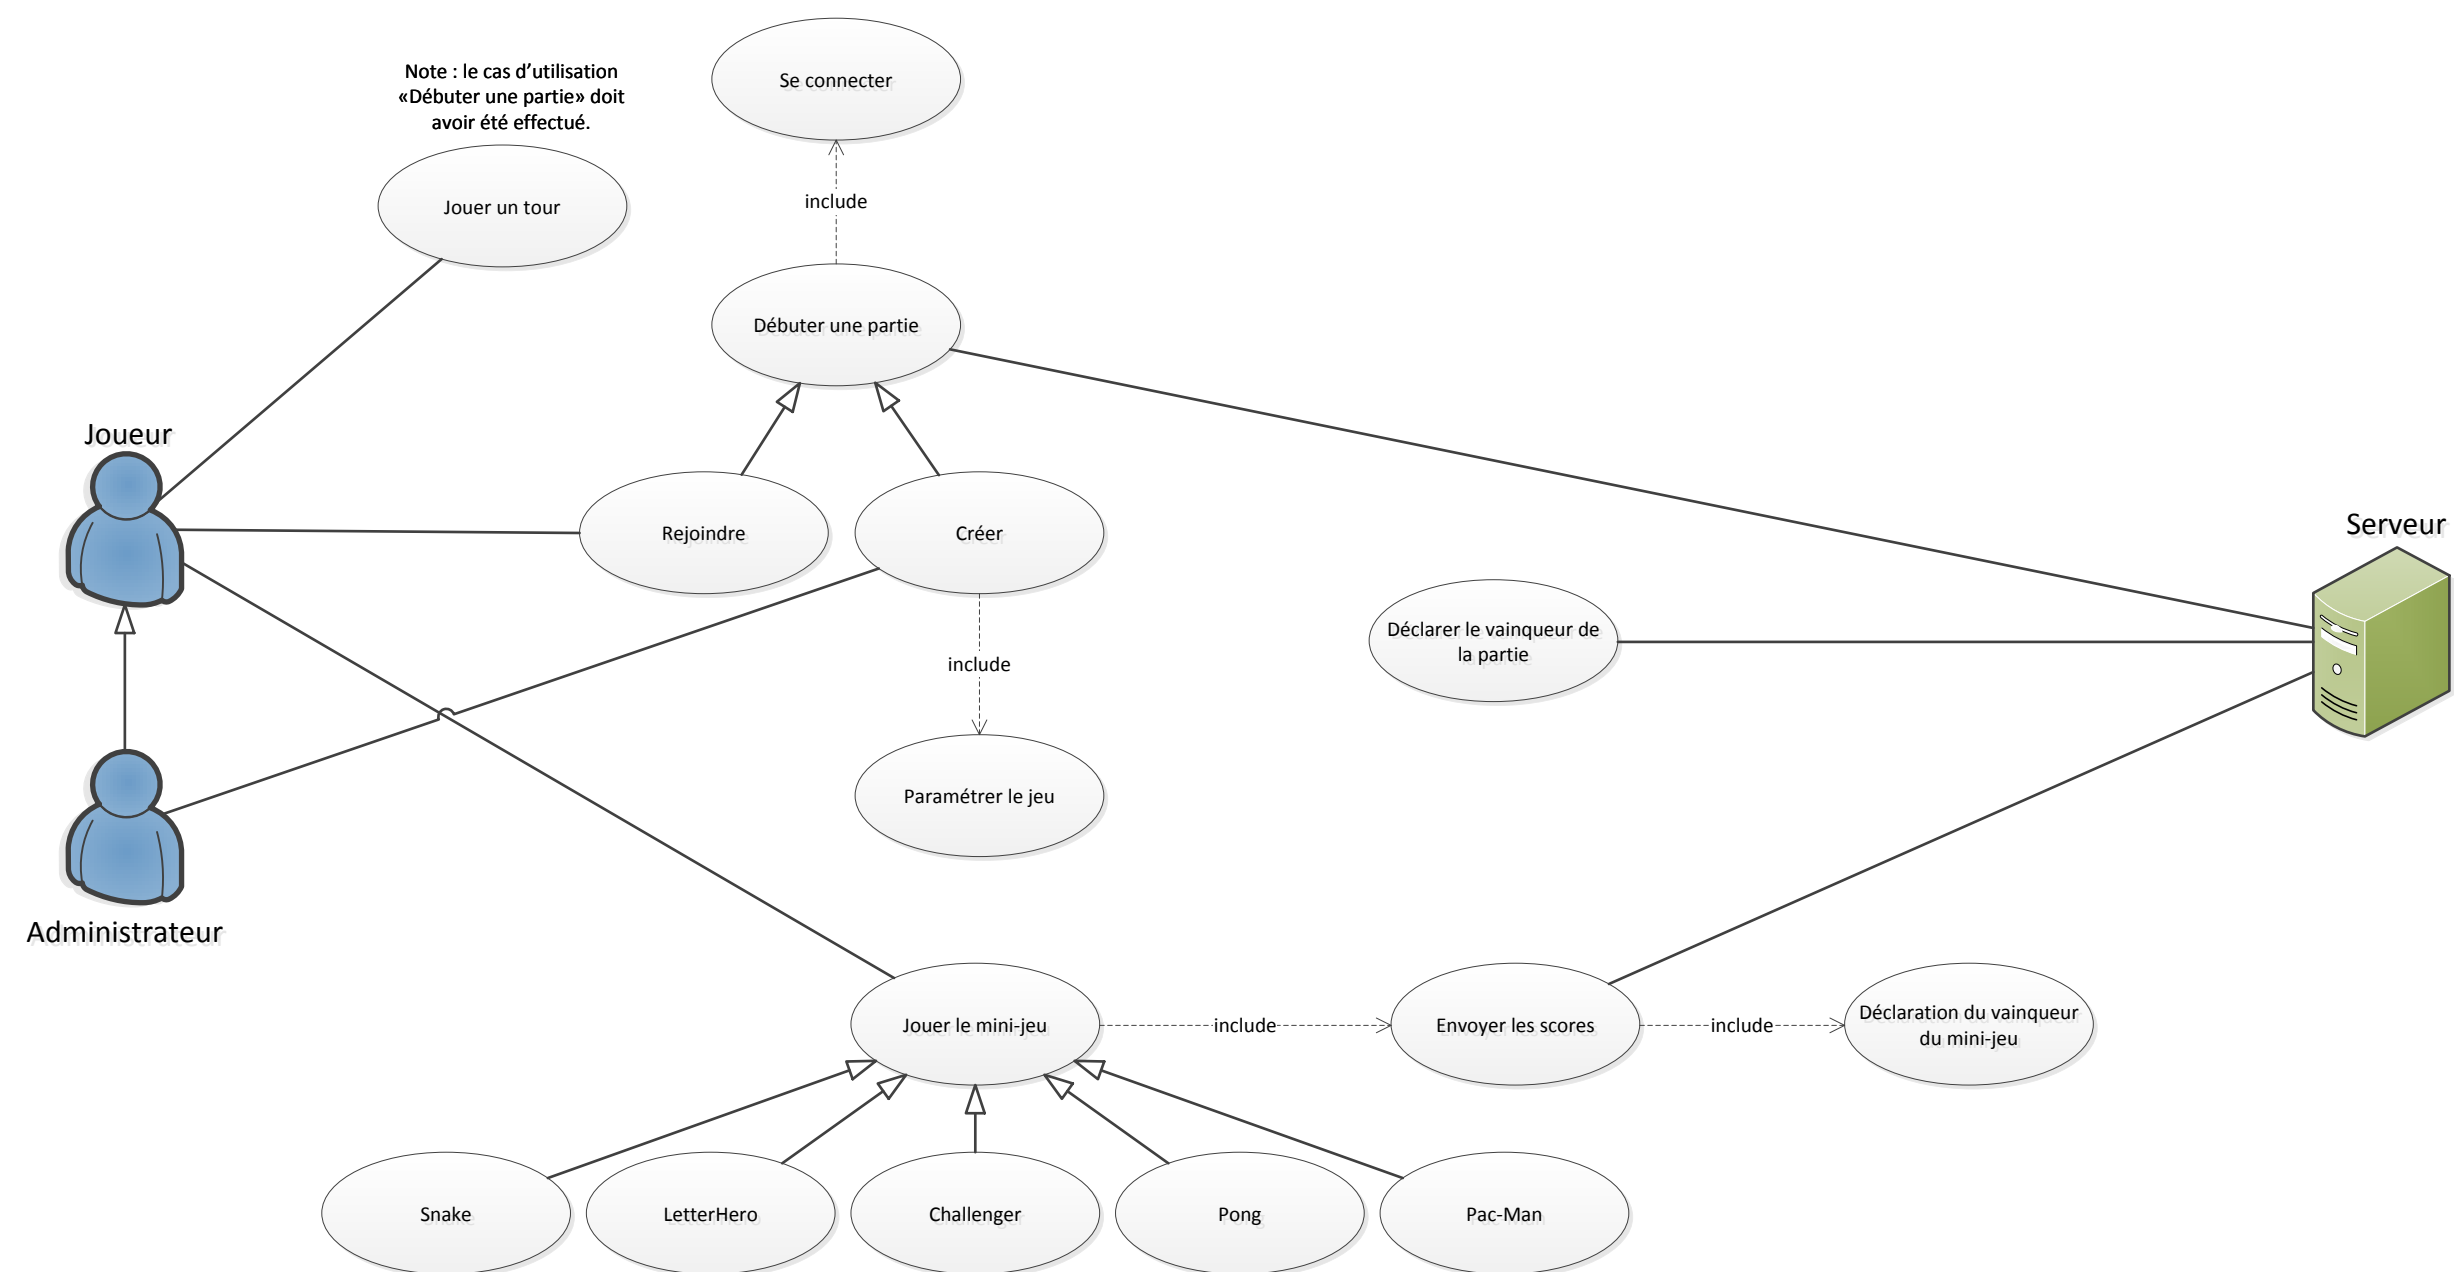 Se connecter
Note : le cas d’utilisation
«Débuter une partie» doit
avoir été effectué.
Jouer un tour
include
Débuter une partie
Joueur
Rejoindre
Créer
Serveur
Déclarer le vainqueur de
la partie
include
Paramétrer le jeu
Administrateur
Jouer le mini-jeu
include
Envoyer les scores
include
Déclaration du vainqueur
du mini-jeu
Snake
LetterHero
Challenger
Pong
Pac-Man